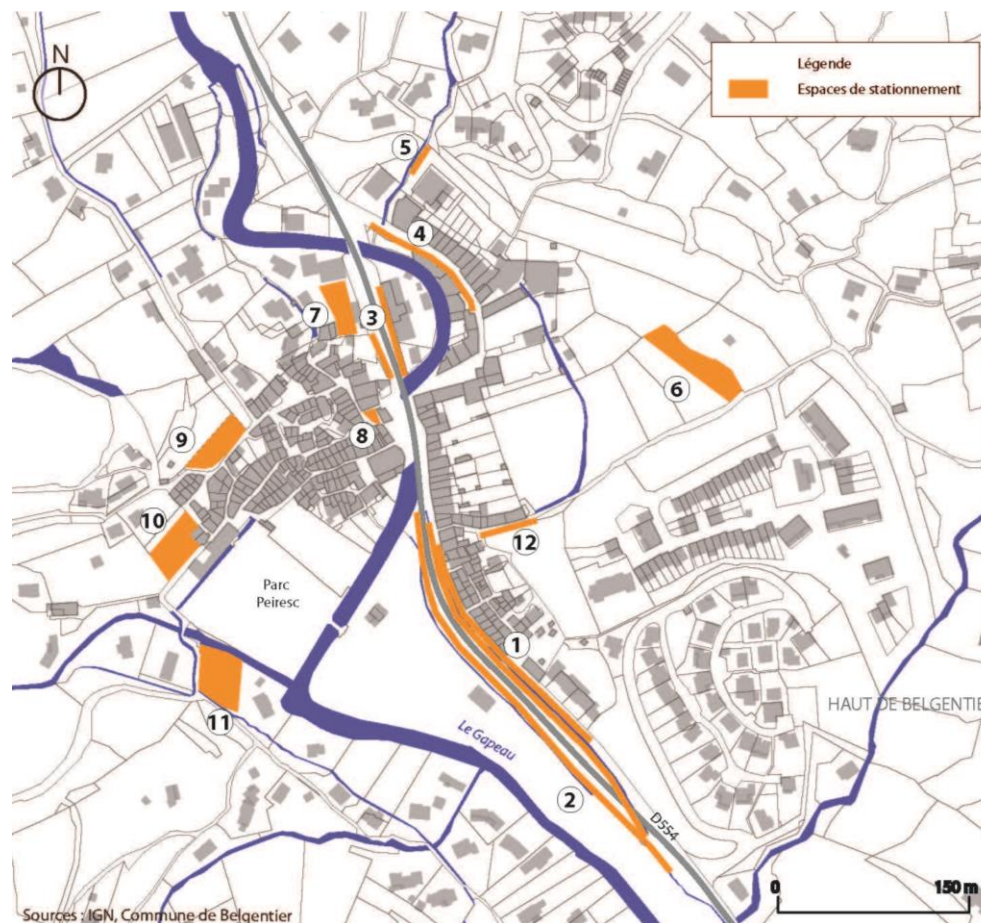 N
Légende
Espaces de stationnement
5
4
7
3
6
8
9
10
12
Parc
Peiresc
1
HAUT DE BELGENTIE
11
Le Gapeau
2
D554
0
150 m
Sources : IGN, Commune de Belgentier